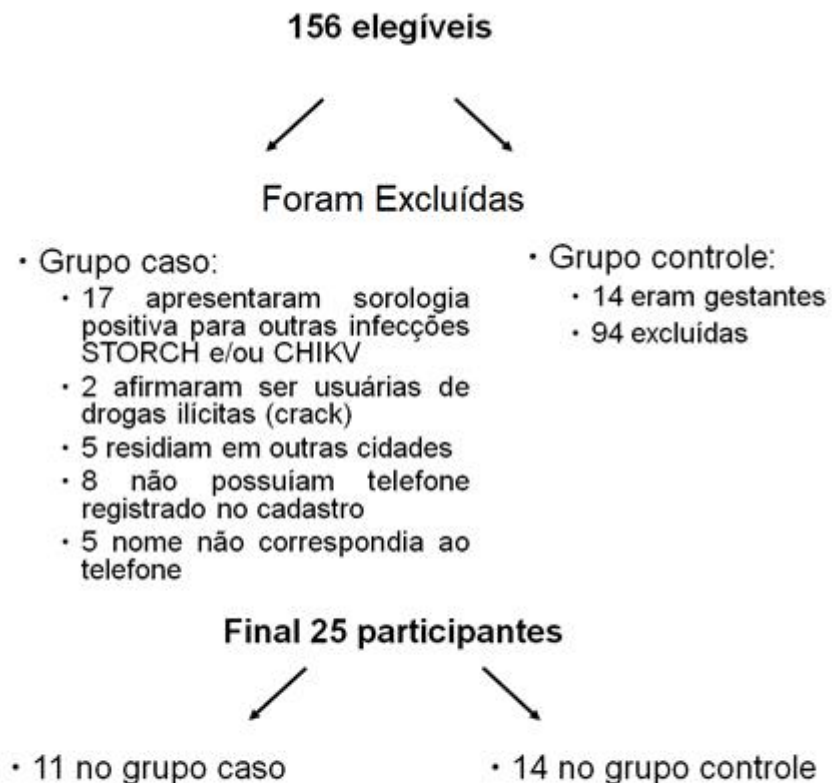 156 elegíveis
Foram Excluídas
· Grupo caso:
· 17 apresentaram sorologia
positiva para outras infecções
STORCH e/ou CHIKV
· 2 afirmaram ser usuárias de
drogas ilícitas (crack)
· 5 residiam em outras cidades
· 8 não possuíam telefone
registrado no cadastro
· 5 nome não correspondia ao
telefone
· Grupo controle:
· 14 eram gestantes
· 94 excluídas
Final 25 participantes
· 11 no grupo caso
· 14 no grupo controle